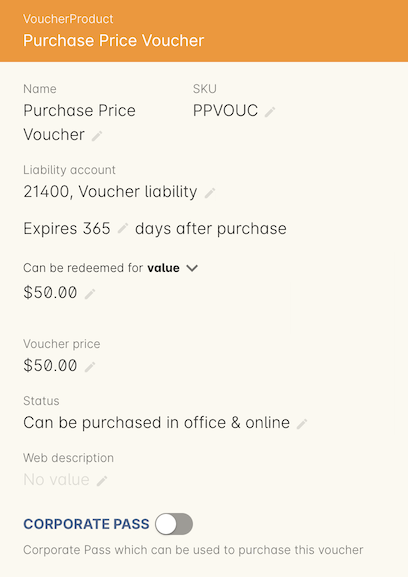 VoucherProduct
Purchase Price Voucher
Name
SKU
Purchase Price
Voucher
PPVOUC
Liability account
21400, Voucher liability
Expires 365 days after purchase
Can be redeemed for value
$50.00
Voucher price
$50.00
Status
Can be purchased in office & online
Web description
No value
CORPORATE PASS
Corporate Pass which can be used to purchase this voucher